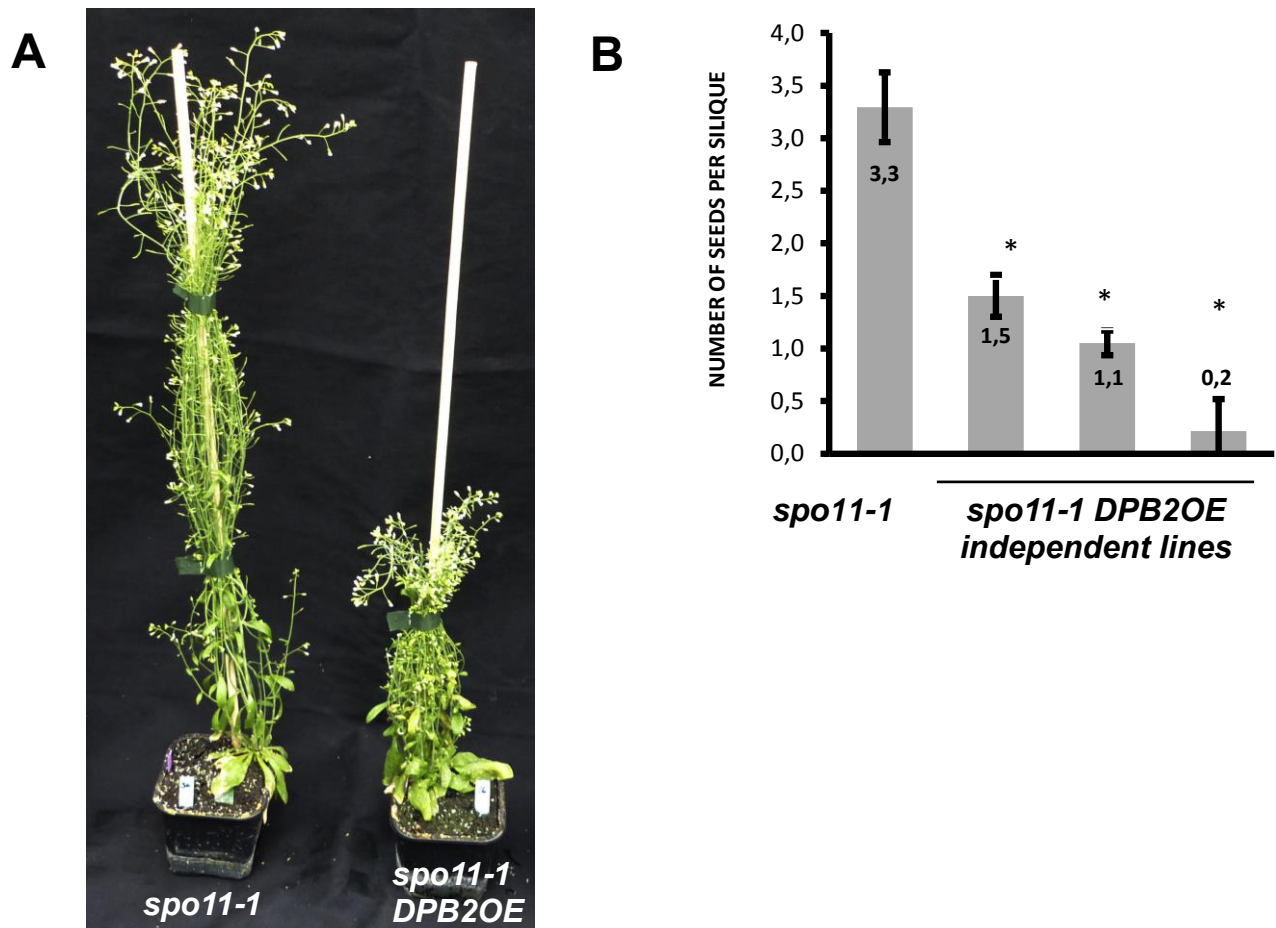 A
spo11-1
spo11-1
DPB2OE
B
NUMBER OF SEEDS PER SILIQUE
4,0
3,5
3,0
2,5
2,0
1,5
1,0
0,5
0,0
3,3
*
1,5
*
1,1
*
0,2
spo11-1
spo11-1 DPB2OE
independent lines